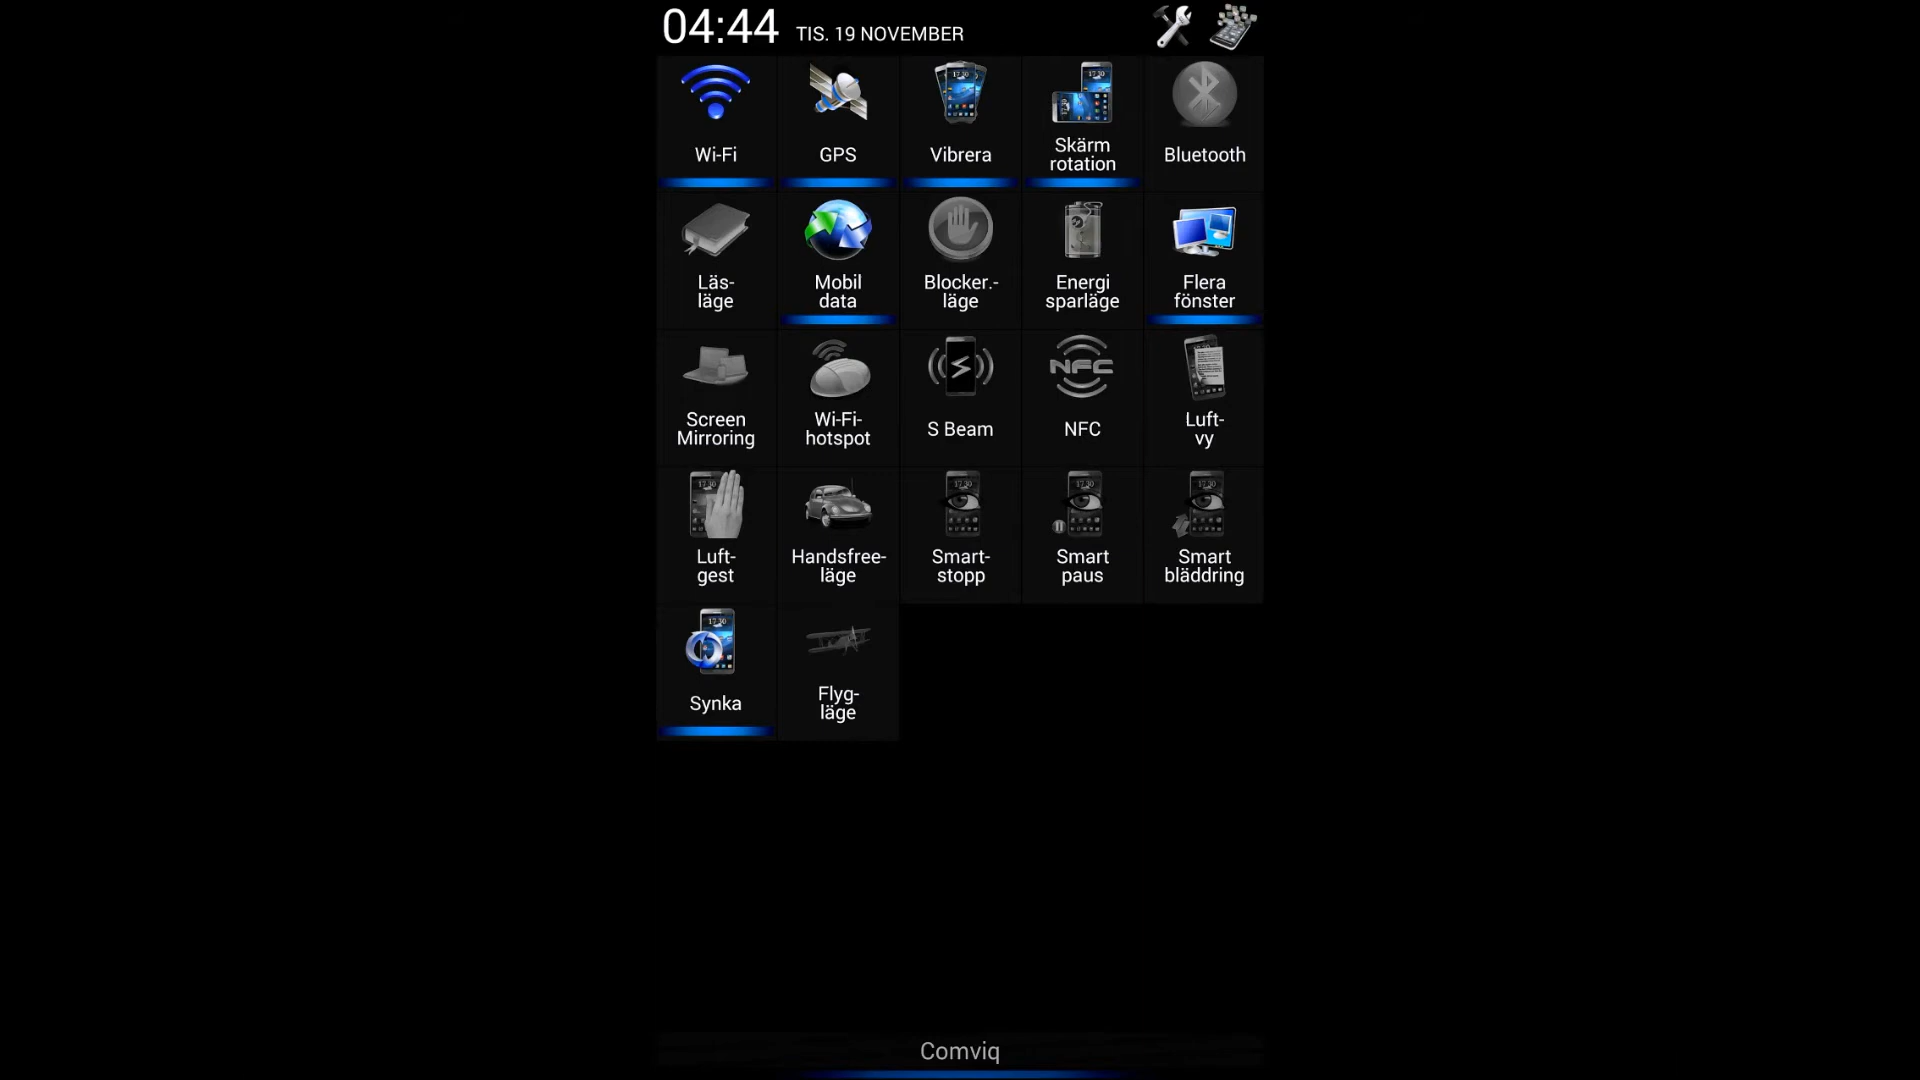 04:44 TIS. 19 NOVEMBER
Wi-Fi
GPS
Vibrera
Skärm
rotation
Bluetooth
Läs-
läge
Mobil
data
Blocker.-
läge
Energi
sparläge
Flera
fönster
Screen
Mirroring
Wi-Fi-
hotspot
S Beam
NFC
NFC
Luft-
vy
Luft-
gest
Handsfree-
läge
Smart-
stopp
Smart
paus
Smart
bläddring
Synka
Flyg-
läge
Comviq